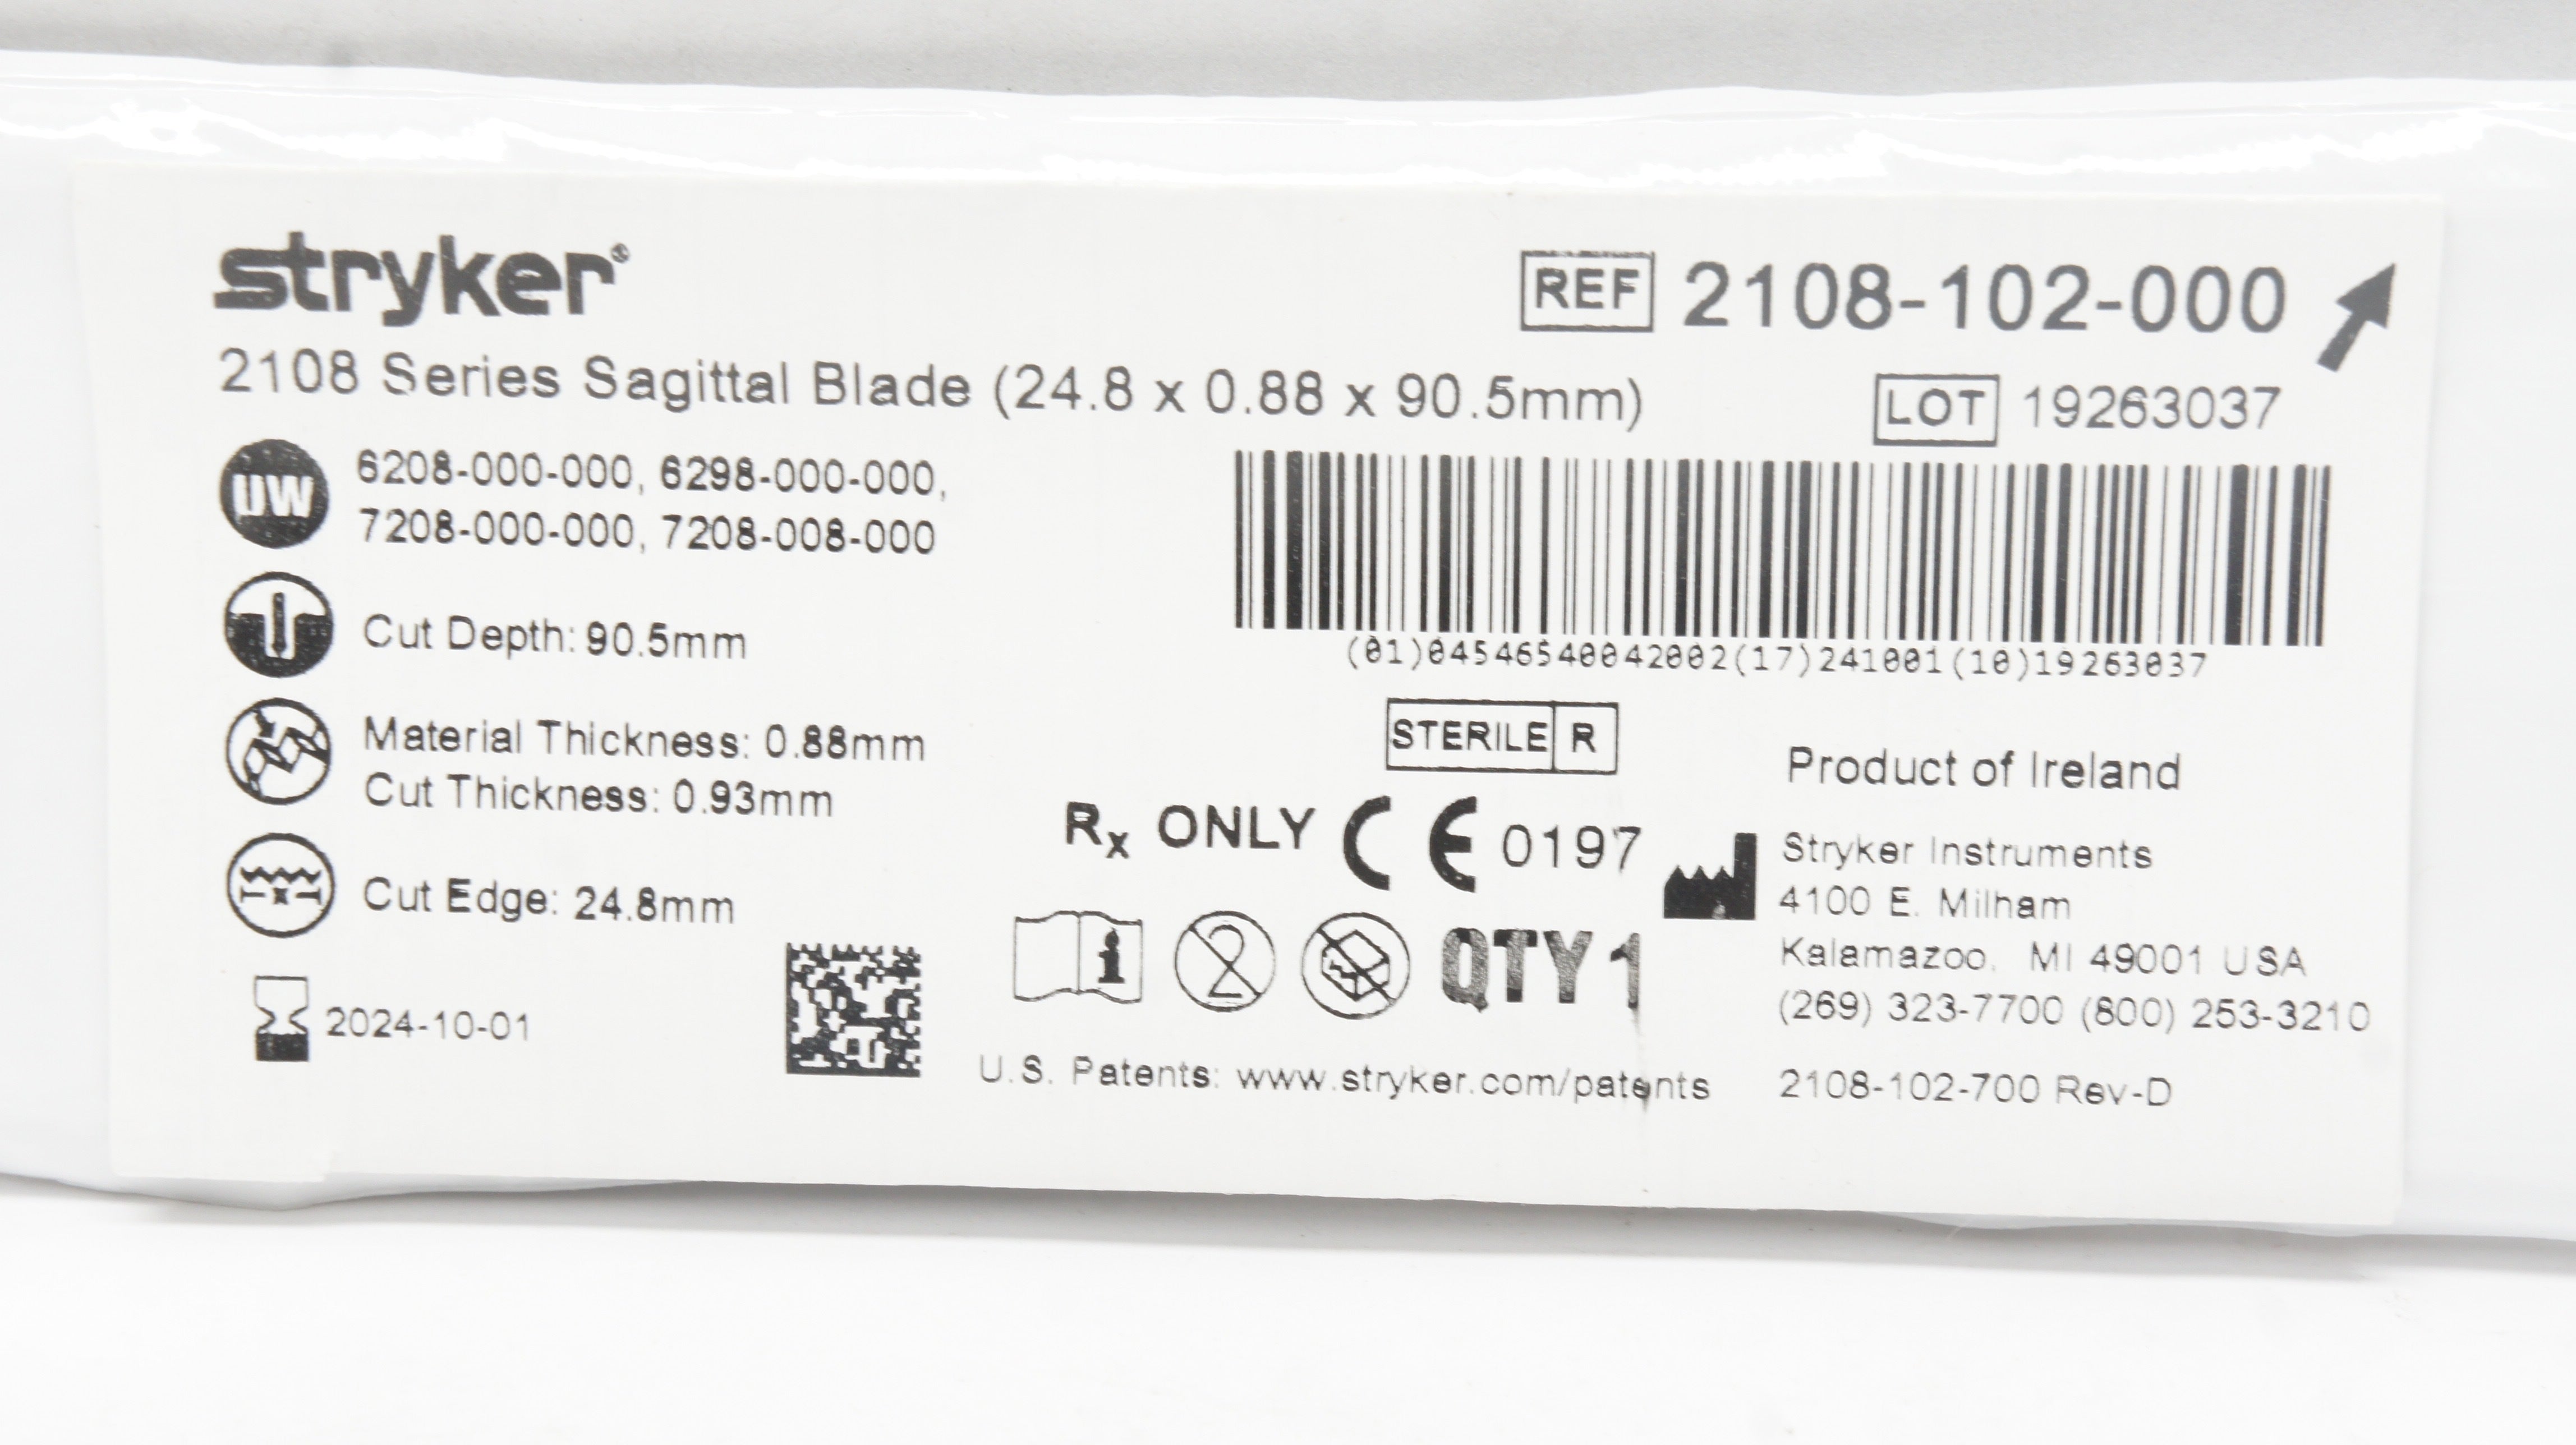 stryker®
REF 2108-102-000
2108 Series Sagittal Blade (24.8 x 0.88 x 90.5mm)
LOT 19263037
UW 6208-000-000, 6298-000-000,
7208-000-000, 7208-008-000
Cut Depth: 90.5mm
(01)04546540042002(17)241001(10)19263037
Material Thickness: 0.88mm
Cut Thickness: 0.93mm
STERILE R
Product of Ireland
Rx ONLY CE 0197
Stryker Instruments
4100 E. Milham
Kalamazoo, MI 49001 USA
(269) 323-7700 (800) 253-3210
Cut Edge: 24.8mm
2024-10-01
i 2 QTY 1
U.S. Patents: www.stryker.com/patents
2108-102-700 Rev-D